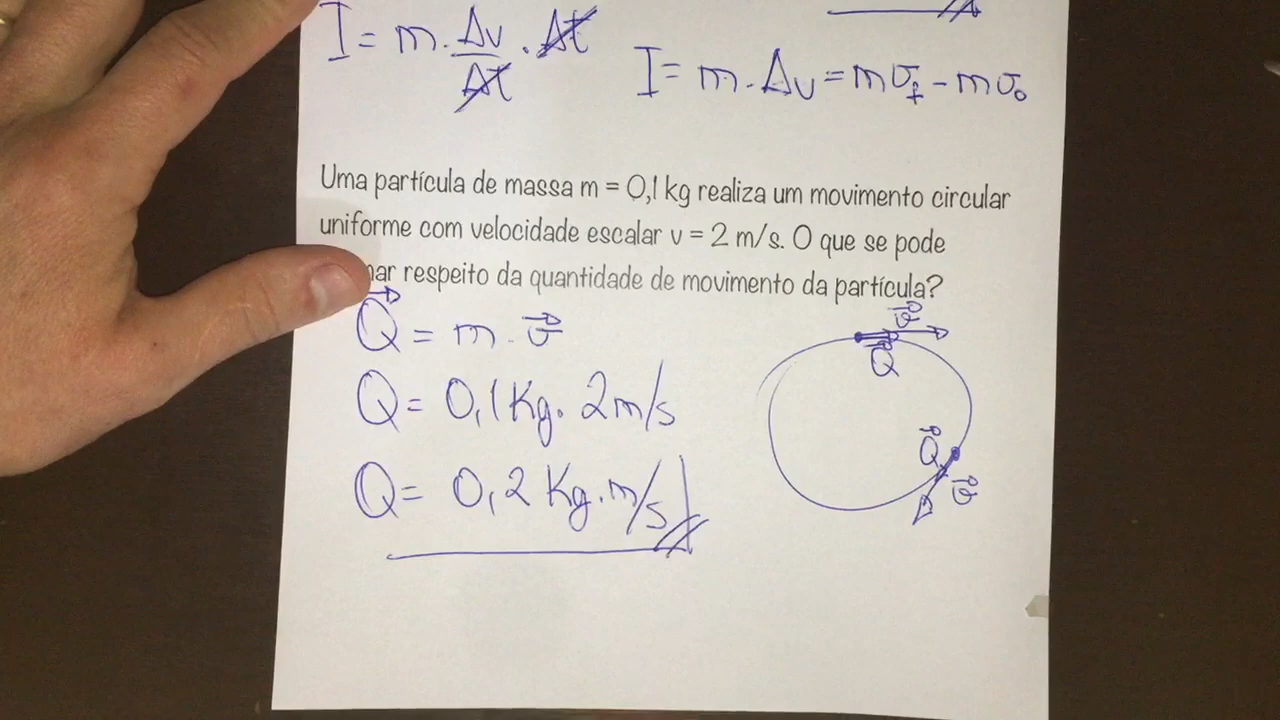 I = m . Δv/Δt . Δt
I = m . Δv = mvf - mv0
Uma partícula de massa m = 0,1 kg realiza um movimento circular
uniforme com velocidade escalar v = 2 m/s. O que se pode
respeito da quantidade de movimento da partícula?
Q⃗ = m . v⃗
Q = 0,1 Kg. 2m/s
Q = 0,2 Kg.m/s
v⃗
Q⃗
Q⃗
v⃗